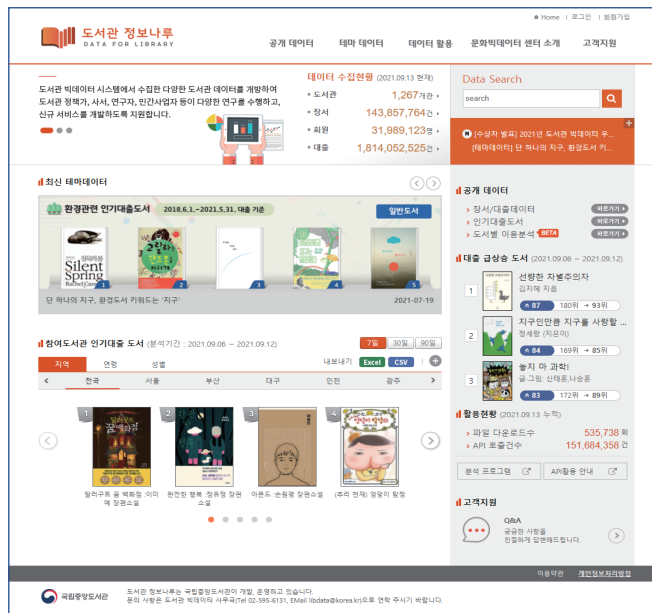 Home | 로그인 | 회원가입
도서관 정보나루
DATA FOR LIBRARY
공개 데이터 테마 데이터 데이터 활용 문화빅데이터 센터 소개 고객지원
도서관 빅데이터 시스템에서 수집한 다양한 도서관 데이터를 개방하여
도서관 정책가, 사서, 연구자, 민간사업자 등이 다양한 연구를 수행하고,
신규 서비스를 개발하도록 지원합니다.
데이터 수집현황 (2021.09.13 현재)
도서관 1,267개관
장서 143,857,764건
회원 31,989,123명
대출 1,814,052,525건
Data Search
search
N [수상자 발표] 2021년 도서관 빅데이터 우...
[테마데이터] 단 하나의 지구, 환경도서 키...
최신 테마데이터
환경관련 인기대출도서 2018.6.1.~2021.5.31. 대출 기준 일반도서
Silent
Spring
1 2 3 4 5
단 하나의 지구, 환경도서 키워드는 '지구' 2021-07-19
공개 데이터
장서/대출데이터 바로가기
인기대출도서 바로가기
도서별 이용분석 BETA 바로가기
대출 급상승 도서 (2021.09.06 ~ 2021.09.12)
1 선량한 차별주의자
김지혜 지음
87 180위 → 93위
2 지구인만큼 지구를 사랑할 ...
정세랑 (지은이)
84 169위 → 85위
3 놓지 마 과학!
글·그림: 신태훈,나승훈
83 172위 → 89위
참여도서관 인기대출 도서 (분석기간 : 2021.09.06 ~ 2021.09.12) 7일 30일 90일
지역 연령 성별 내보내기 Excel CSV
전국 서울 부산 대구 인천 광주
1 2 3 4
달러구트 꿈 백화점 :이미예 장편소설
완전한 행복 :정유정 장편소설
아몬드 :손원평 장편소설
(추리 천재) 엉덩이 탐정
활용현황 (2021.09.13 누적)
파일 다운로드수 535,738 회
API 호출건수 151,684,358 건
분석 프로그램 API활용 안내
고객지원
Q&A
궁금한 사항을
친절하게 답변해드립니다.
이용약관 개인정보처리방침
국립중앙도서관
도서관 정보나루는 국립중앙도서관이 개발, 운영하고 있습니다.
문의 사항은 도서관 빅데이터 사무국(Tel 02-595-6131, EMail libdata@korea.kr)으로 연락 주시기 바랍니다.